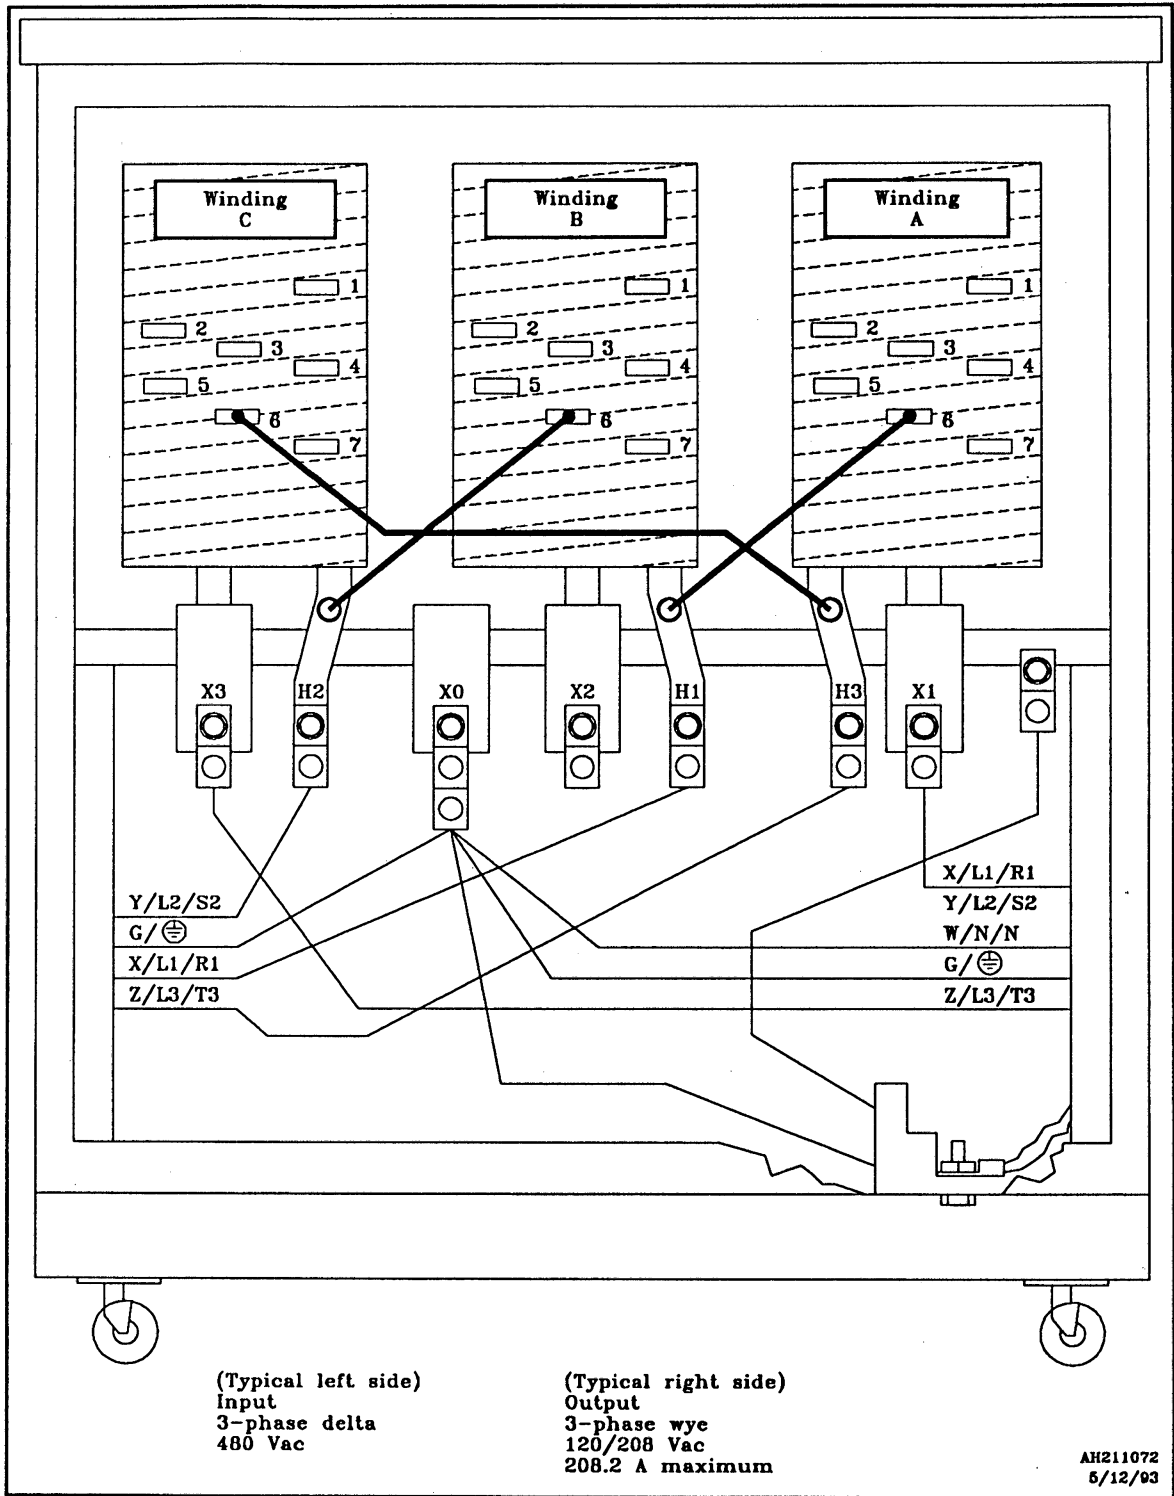 Winding
C
Winding
B
Winding
A
1
1
1
2
2
2
3
3
3
4
4
4
5
5
5
6
6
6
7
7
7
X3
H2
X0
X2
H1
H3
X1
Y/L2/S2
G/
X/L1/R1
Z/L3/T3
X/L1/R1
Y/L2/S2
W/N/N
G/
Z/L3/T3
(Typical left side)
Input
3-phase delta
480 Vac
(Typical right side)
Output
3-phase wye
120/208 Vac
208.2 A maximum
AH211072
5/12/93